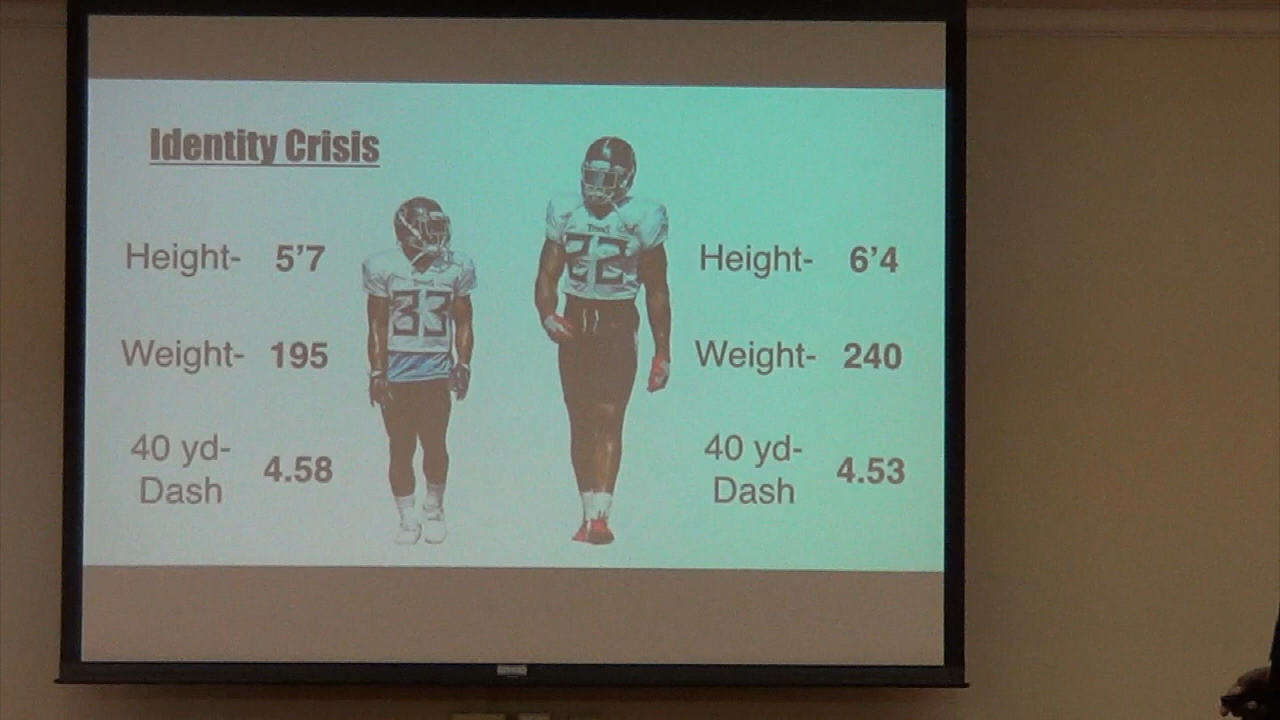 Identity Crisis
Height- 5’7
Weight- 195
40 yd-
Dash
4.58
33
22
Height- 6’4
Weight- 240
40 yd-
Dash
4.53